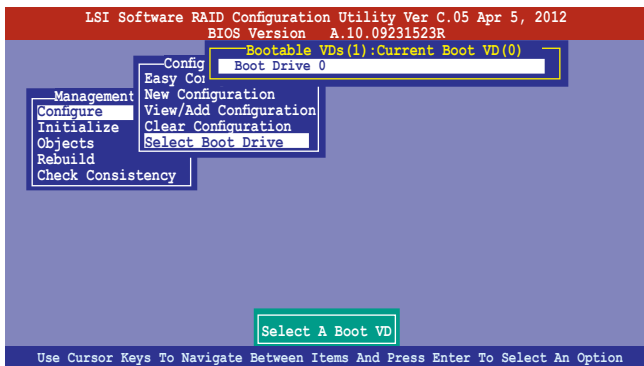 LSI Software RAID Configuration Utility Ver C.05 Apr 5, 2012
BIOS Version A.10.09231523R
Bootable VDs(1):Current Boot VD(0)
Boot Drive 0
Config
Easy
New Configuration
View/Add Configuration
Clear Configuration
Select Boot Drive
Management
Configure
Initialize
Objects
Rebuild
Check Consistency
Select A Boot VD
Use Cursor Keys To Navigate Between Items And Press Enter To Select An Option